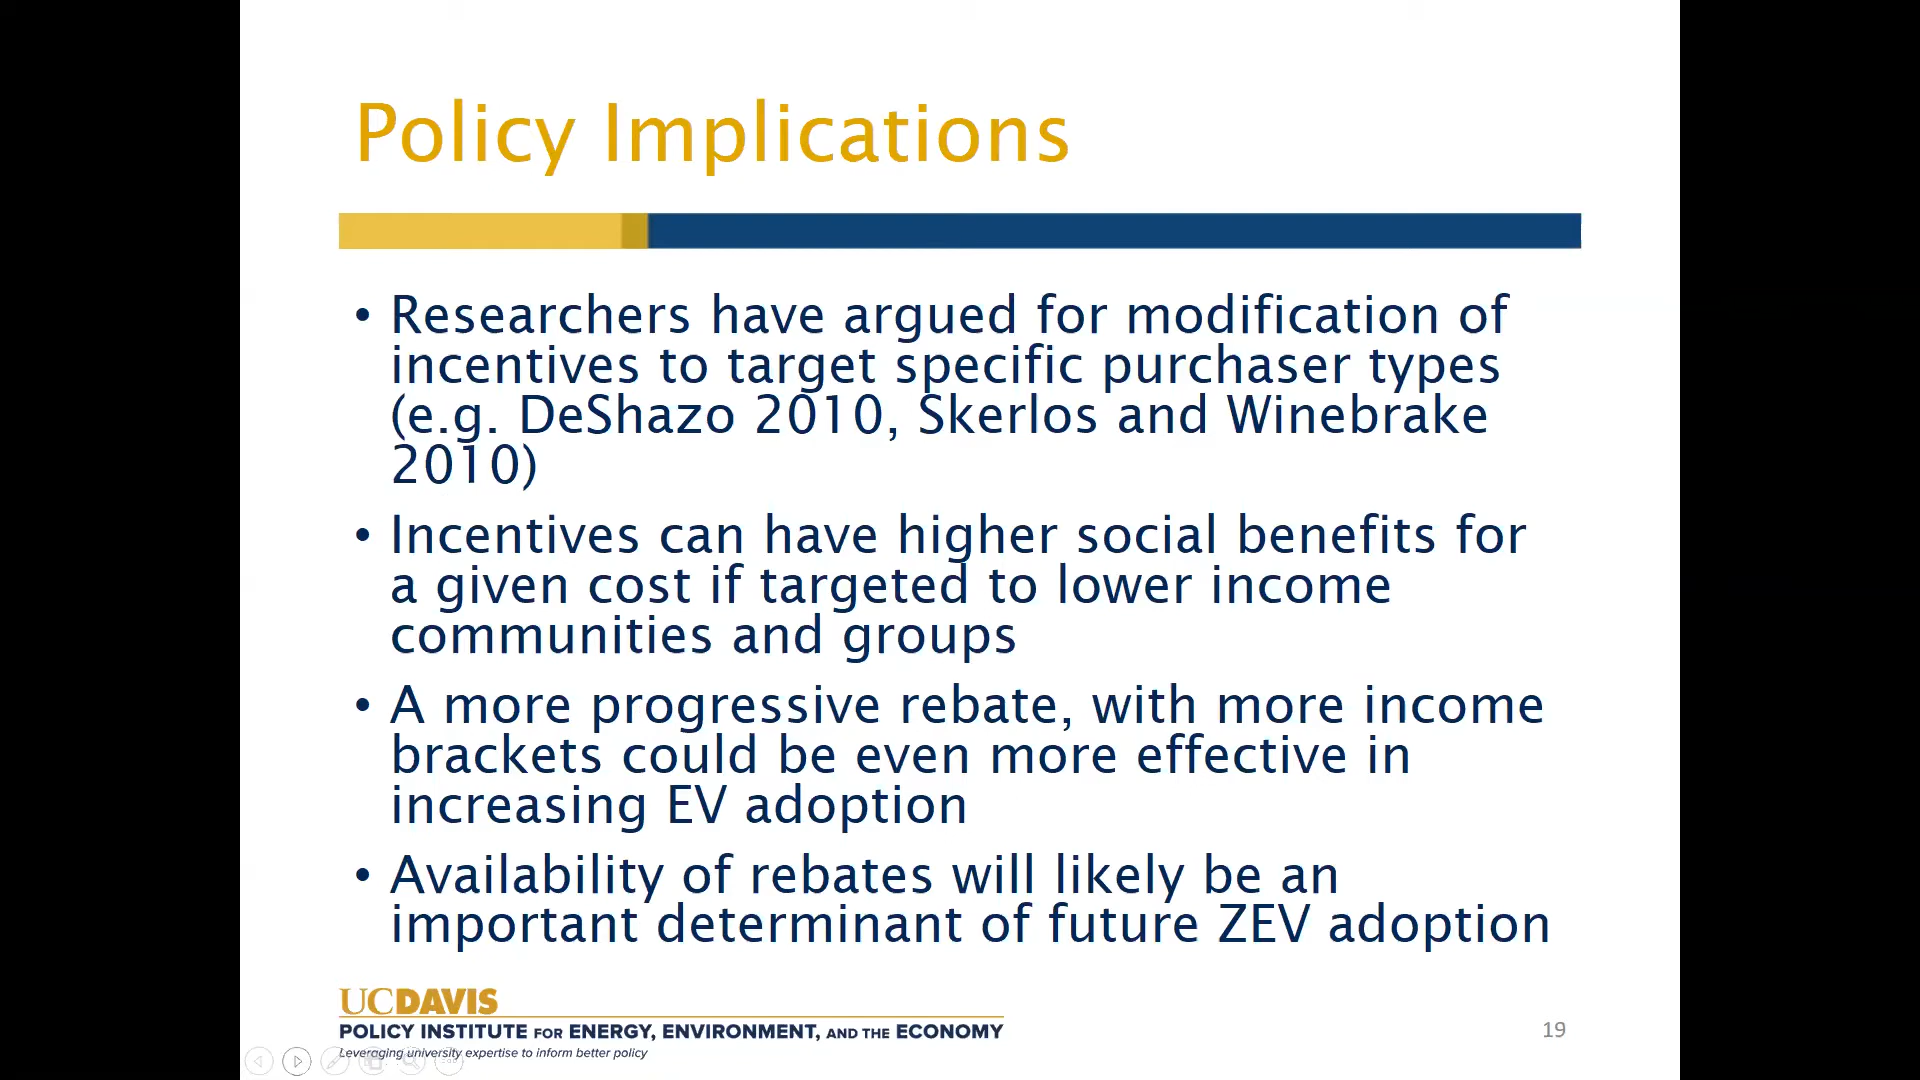 Policy Implications
• Researchers have argued for modification of
incentives to target specific purchaser types
(e.g. DeShazo 2010, Skerlos and Winebrake
2010)
• Incentives can have higher social benefits for
a given cost if targeted to lower income
communities and groups
• A more progressive rebate, with more income
brackets could be even more effective in
increasing EV adoption
• Availability of rebates will likely be an
important determinant of future ZEV adoption
UCDAVIS
POLICY INSTITUTE FOR ENERGY, ENVIRONMENT, AND THE ECONOMY
Leveraging university expertise to inform better policy
19